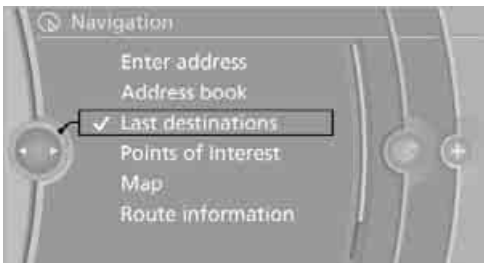 Navigation
Enter address
Address book
Last destinations
Points of Interest
Map
Route information